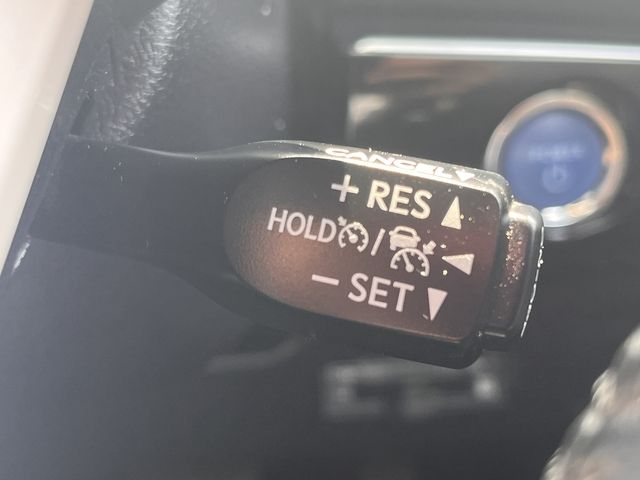 CANCEL
+ RES
HOLD /
− SET